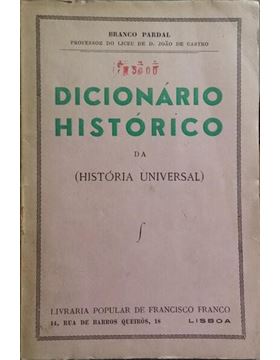 BRANCO PARDAL
PROFESSOR DO LICEU DE D. JOÃO DE CASTRO
DICIONÁRIO
HISTÓRICO
DA
(HISTÓRIA UNIVERSAL)
LIVRARIA POPULAR DE FRANCISCO FRANCO
14, RUA DE BARROS QUEIRÓS, 18 LISBOA